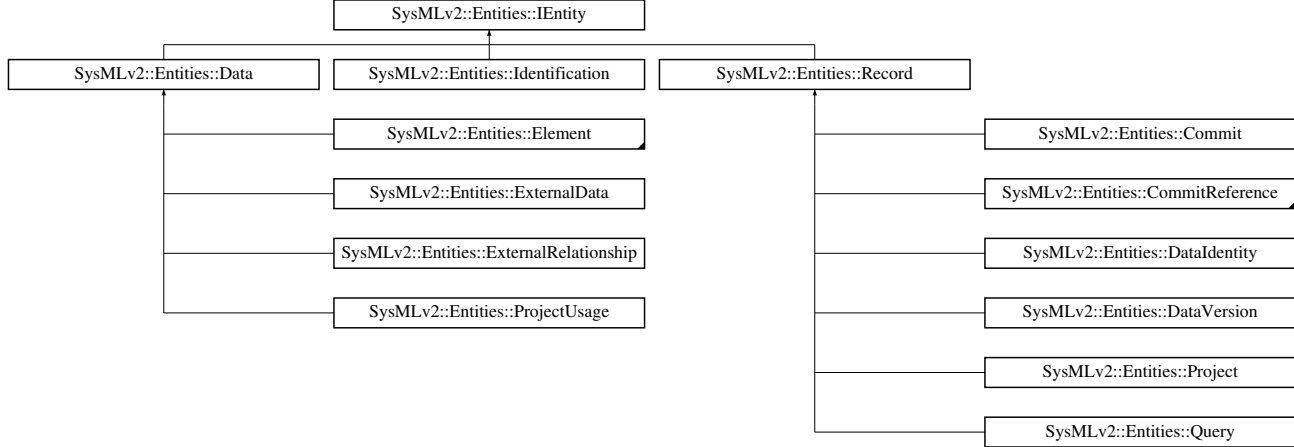 SysMLv2::Entities::IEntity
SysMLv2::Entities::Data
SysMLv2::Entities::Identification
SysMLv2::Entities::Record
SysMLv2::Entities::Element
SysMLv2::Entities::Commit
SysMLv2::Entities::ExternalData
SysMLv2::Entities::CommitReference
SysMLv2::Entities::ExternalRelationship
SysMLv2::Entities::DataIdentity
SysMLv2::Entities::ProjectUsage
SysMLv2::Entities::DataVersion
SysMLv2::Entities::Project
SysMLv2::Entities::Query